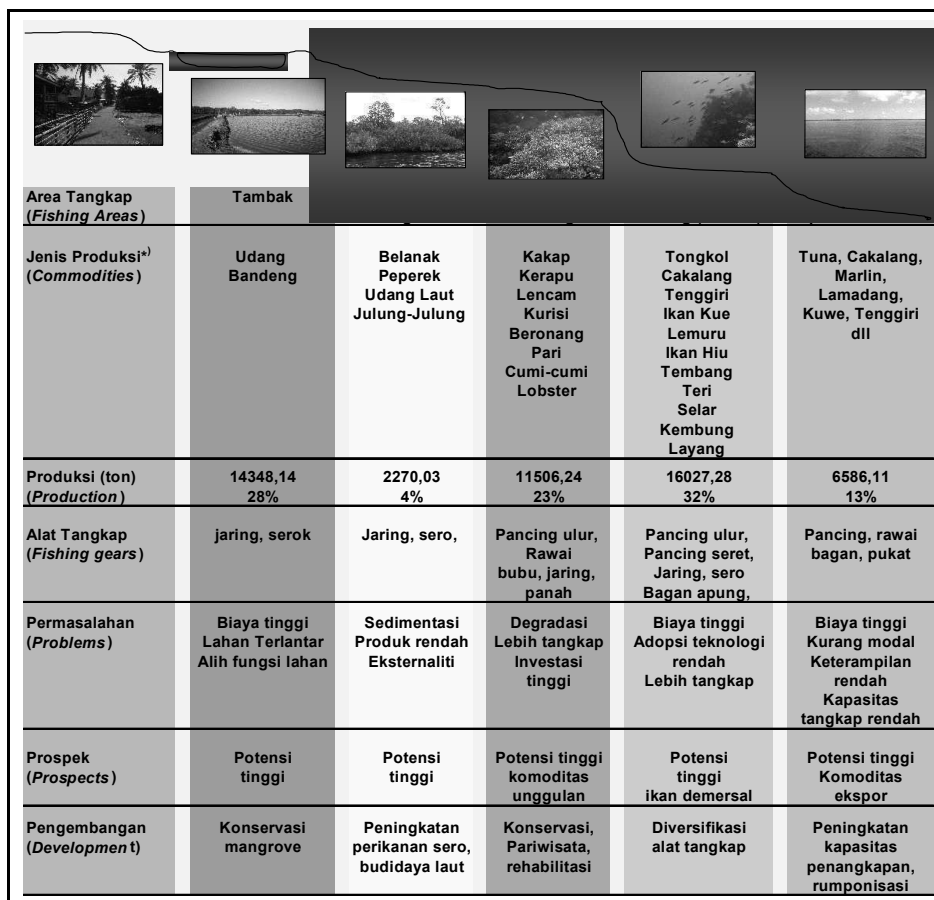 Area Tangkap
(Fishing Areas)
Tambak
Jenis Produksi*)
(Commodities)
Udang
Bandeng
Belanak
Peperek
Udang Laut
Julung-Julung
Kakap
Kerapu
Lencam
Kurisi
Beronang
Pari
Cumi-cumi
Lobster
Tongkol
Cakalang
Tenggiri
Ikan Kue
Lemuru
Ikan Hiu
Tembang
Teri
Selar
Kembung
Layang
Tuna, Cakalang,
Marlin,
Lamadang,
Kuwe, Tenggiri
dll
Produksi (ton)
(Production)
14348,14
28%
2270,03
4%
11506,24
23%
16027,28
32%
6586,11
13%
Alat Tangkap
(Fishing gears)
jaring, serok
Jaring, sero,
Pancing ulur,
Rawai
bubu, jaring,
panah
Pancing ulur,
Pancing seret,
Jaring, sero
Bagan apung,
Pancing, rawai
bagan, pukat
Permasalahan
(Problems)
Biaya tinggi
Lahan Terlantar
Alih fungsi lahan
Sedimentasi
Produk rendah
Eksternaliti
Degradasi
Lebih tangkap
Investasi
tinggi
Biaya tinggi
Adopsi teknologi
rendah
Lebih tangkap
Biaya tinggi
Kurang modal
Keterampilan
rendah
Kapasitas
tangkap rendah
Prospek
(Prospects)
Potensi
tinggi
Potensi
tinggi
Potensi tinggi
komoditas
unggulan
Potensi
tinggi
ikan demersal
Potensi tinggi
Komoditas
ekspor
Pengembangan
(Development)
Konservasi
mangrove
Peningkatan
perikanan sero,
budidaya laut
Konservasi,
Pariwisata,
rehabilitasi
Diversifikasi
alat tangkap
Peningkatan
kapasitas
penangkapan,
rumponisasi